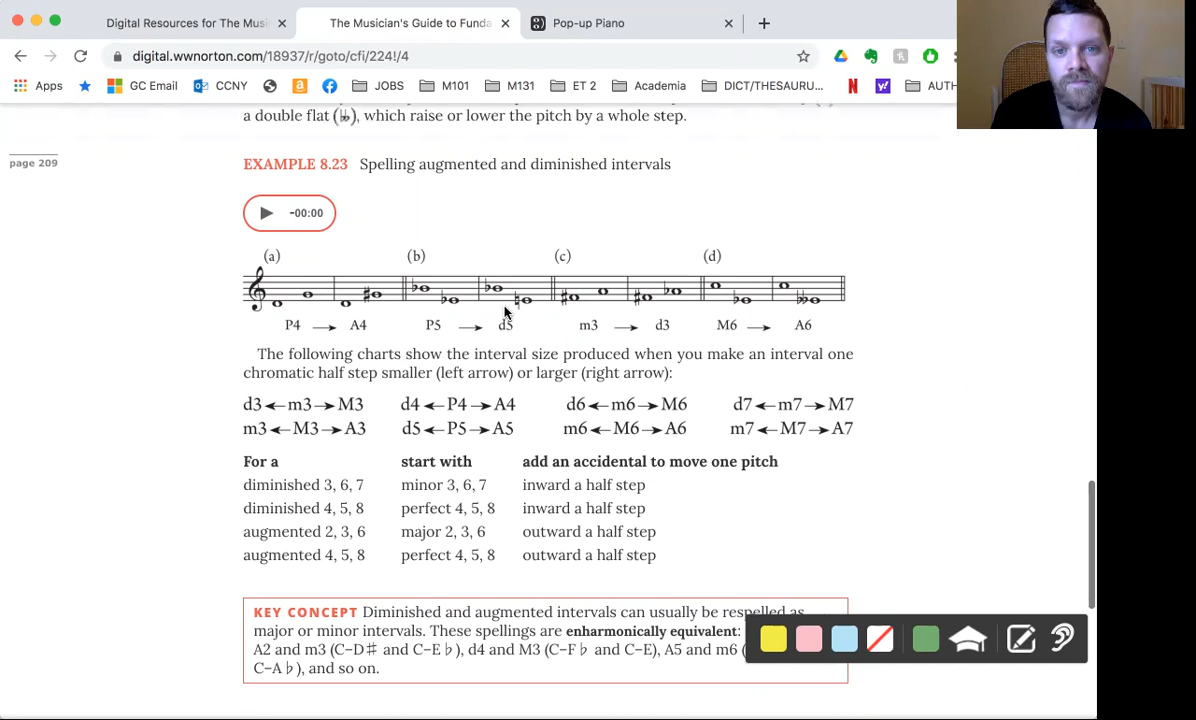 Digital Resources for The Musi
The Musician's Guide to Funda
Pop-up Piano
digital.wwnorton.com/18937/r/goto/cfi/224!/4
Apps GC Email CCNY JOBS M101 M131 ET 2 Academia DICT/THESAURU... AUTH
a double flat (𝄫), which raise or lower the pitch by a whole step.
page 209
EXAMPLE 8.23 Spelling augmented and diminished intervals
-00:00
(a) (b) (c) (d)
P4 → A4 P5 → d5 m3 → d3 M6 → A6
The following charts show the interval size produced when you make an interval one
chromatic half step smaller (left arrow) or larger (right arrow):
d3←m3→M3 d4←P4→A4 d6←m6→M6 d7←m7→M7
m3←M3→A3 d5←P5→A5 m6←M6→A6 m7←M7→A7
For a start with add an accidental to move one pitch
diminished 3, 6, 7 minor 3, 6, 7 inward a half step
diminished 4, 5, 8 perfect 4, 5, 8 inward a half step
augmented 2, 3, 6 major 2, 3, 6 outward a half step
augmented 4, 5, 8 perfect 4, 5, 8 outward a half step
KEY CONCEPT Diminished and augmented intervals can usually be respelled as
major or minor intervals. These spellings are enharmonically equivalent:
A2 and m3 (C–D♯ and C–E♭), d4 and M3 (C–F♭ and C–E), A5 and m6 (
C–A♭), and so on.